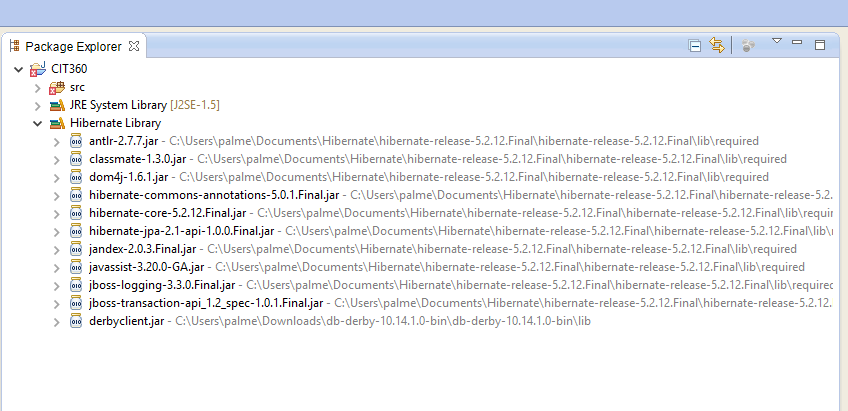 Package Explorer
CIT360
src
JRE System Library [J2SE-1.5]
Hibernate Library
antlr-2.7.7.jar - C:\Users\palme\Documents\Hibernate\hibernate-release-5.2.12.Final\hibernate-release-5.2.12.Final\lib\required
classmate-1.3.0.jar - C:\Users\palme\Documents\Hibernate\hibernate-release-5.2.12.Final\hibernate-release-5.2.12.Final\lib\required
dom4j-1.6.1.jar - C:\Users\palme\Documents\Hibernate\hibernate-release-5.2.12.Final\hibernate-release-5.2.12.Final\lib\required
hibernate-commons-annotations-5.0.1.Final.jar - C:\Users\palme\Documents\Hibernate\hibernate-release-5.2.12.Final\hibernate-release-5.2.
hibernate-core-5.2.12.Final.jar - C:\Users\palme\Documents\Hibernate\hibernate-release-5.2.12.Final\hibernate-release-5.2.12.Final\lib\requir
hibernate-jpa-2.1-api-1.0.0.Final.jar - C:\Users\palme\Documents\Hibernate\hibernate-release-5.2.12.Final\hibernate-release-5.2.12.Final\lib\
jandex-2.0.3.Final.jar - C:\Users\palme\Documents\Hibernate\hibernate-release-5.2.12.Final\hibernate-release-5.2.12.Final\lib\required
javassist-3.20.0-GA.jar - C:\Users\palme\Documents\Hibernate\hibernate-release-5.2.12.Final\hibernate-release-5.2.12.Final\lib\required
jboss-logging-3.3.0.Final.jar - C:\Users\palme\Documents\Hibernate\hibernate-release-5.2.12.Final\hibernate-release-5.2.12.Final\lib\required
jboss-transaction-api_1.2_spec-1.0.1.Final.jar - C:\Users\palme\Documents\Hibernate\hibernate-release-5.2.12.Final\hibernate-release-5.2.12.
derbyclient.jar - C:\Users\palme\Downloads\db-derby-10.14.1.0-bin\db-derby-10.14.1.0-bin\lib